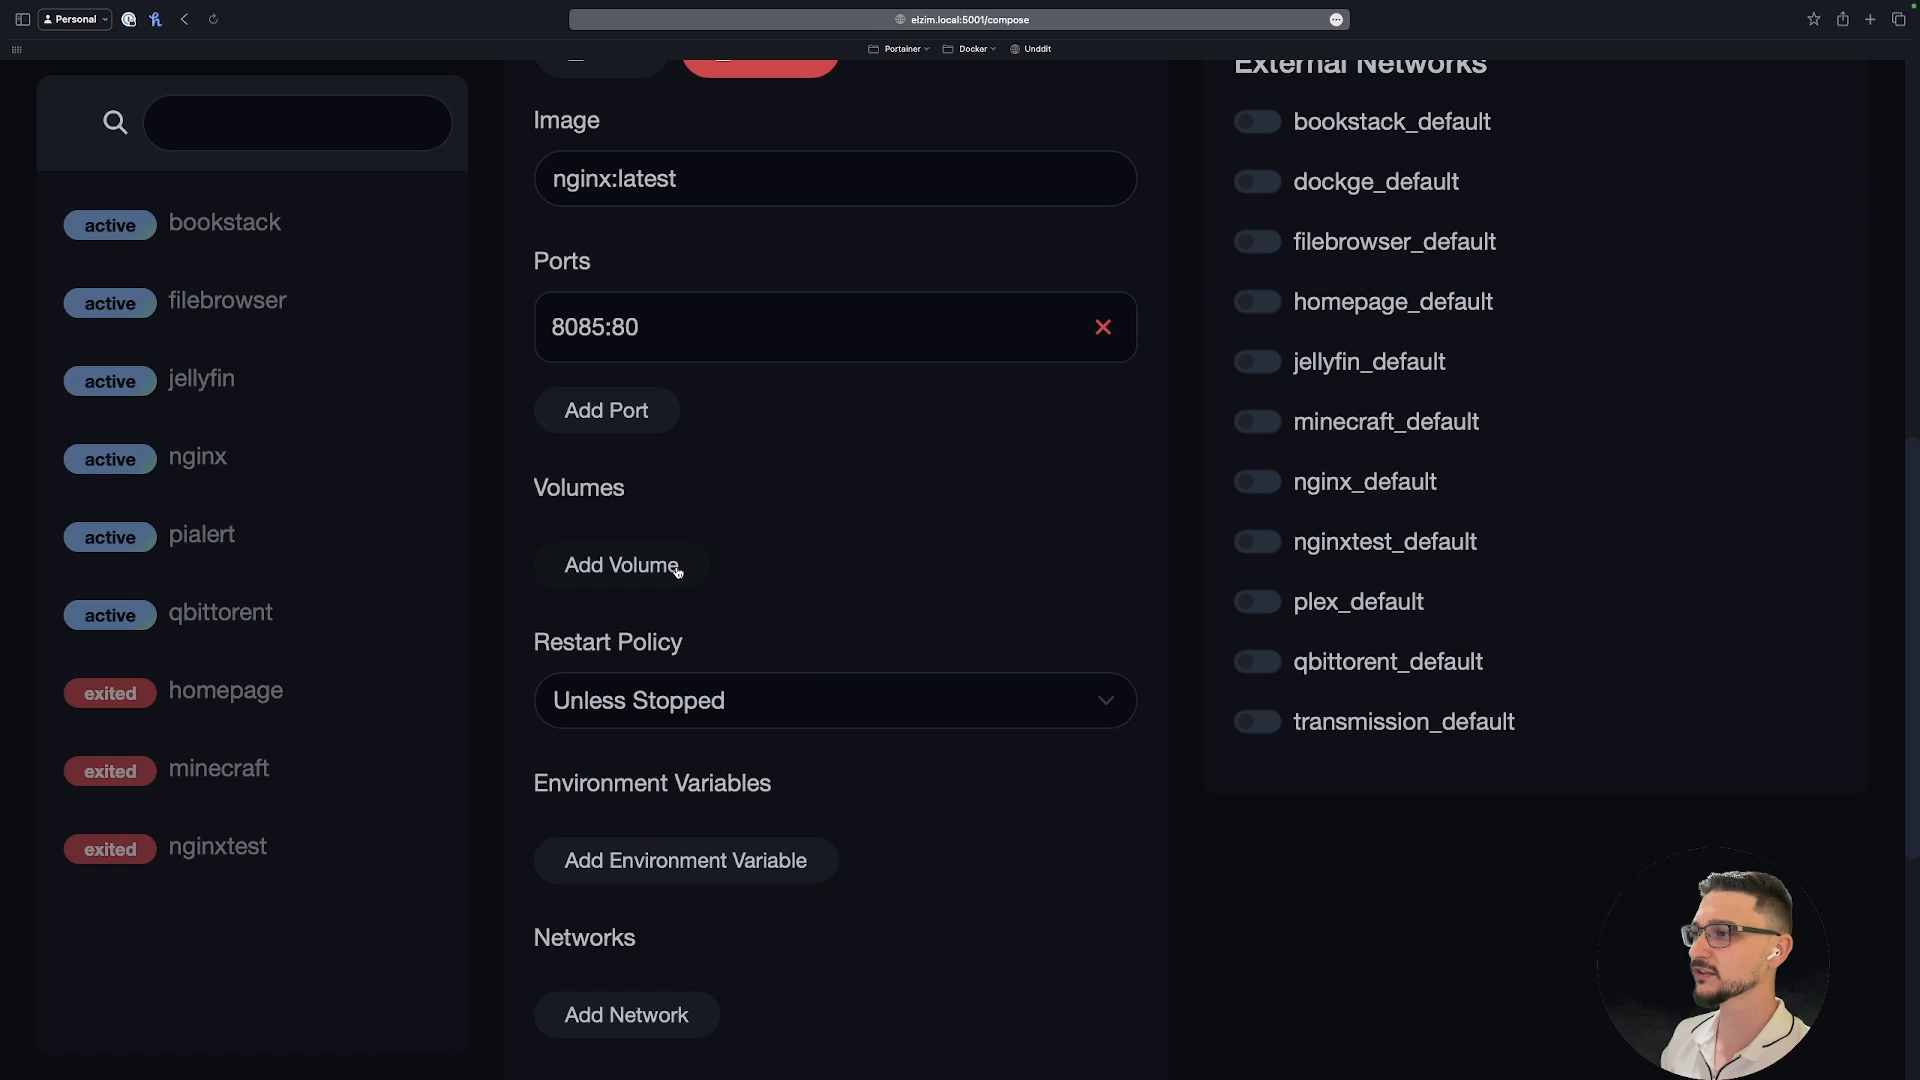 Personal
elzim.local:5001/compose
Portainer
Docker
Unddit
active bookstack
active filebrowser
active jellyfin
active nginx
active pialert
active qbittorent
exited homepage
exited minecraft
exited nginxtest
Image
nginx:latest
Ports
8085:80
Add Port
Volumes
Add Volume
Restart Policy
Unless Stopped
Environment Variables
Add Environment Variable
Networks
Add Network
External Networks
bookstack_default
dockge_default
filebrowser_default
homepage_default
jellyfin_default
minecraft_default
nginx_default
nginxtest_default
plex_default
qbittorent_default
transmission_default